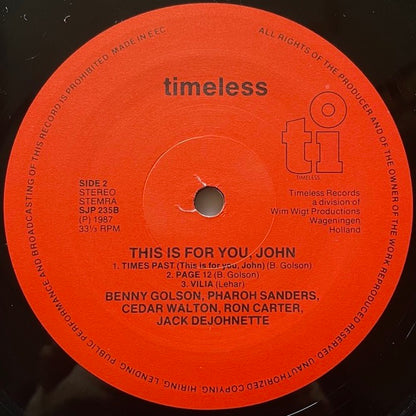 ALL RIGHTS OF THE PRODUCER AND OF THE OWNER OF THE WORK REPRODUCED RESERVED UNAUTHORIZED COPYING, HIRING, LENDING, PUBLIC PERFORMANCE AND BROADCASTING OF THIS RECORD IS PROHIBITED. MADE IN EEC
timeless
ti
TIMELESS
SIDE 2
STEREO
STEMRA
SJP 235B
(P) 1987
33⅓ RPM
Timeless Records
a division of
Wim Wigt Productions
Wageningen
Holland
THIS IS FOR YOU, JOHN
1. TIMES PAST (This is for you, John) (B. Golson)
2. PAGE 12 (B. Golson)
3. VILIA (Lehar)
BENNY GOLSON, PHAROH SANDERS,
CEDAR WALTON, RON CARTER,
JACK DEJOHNETTE